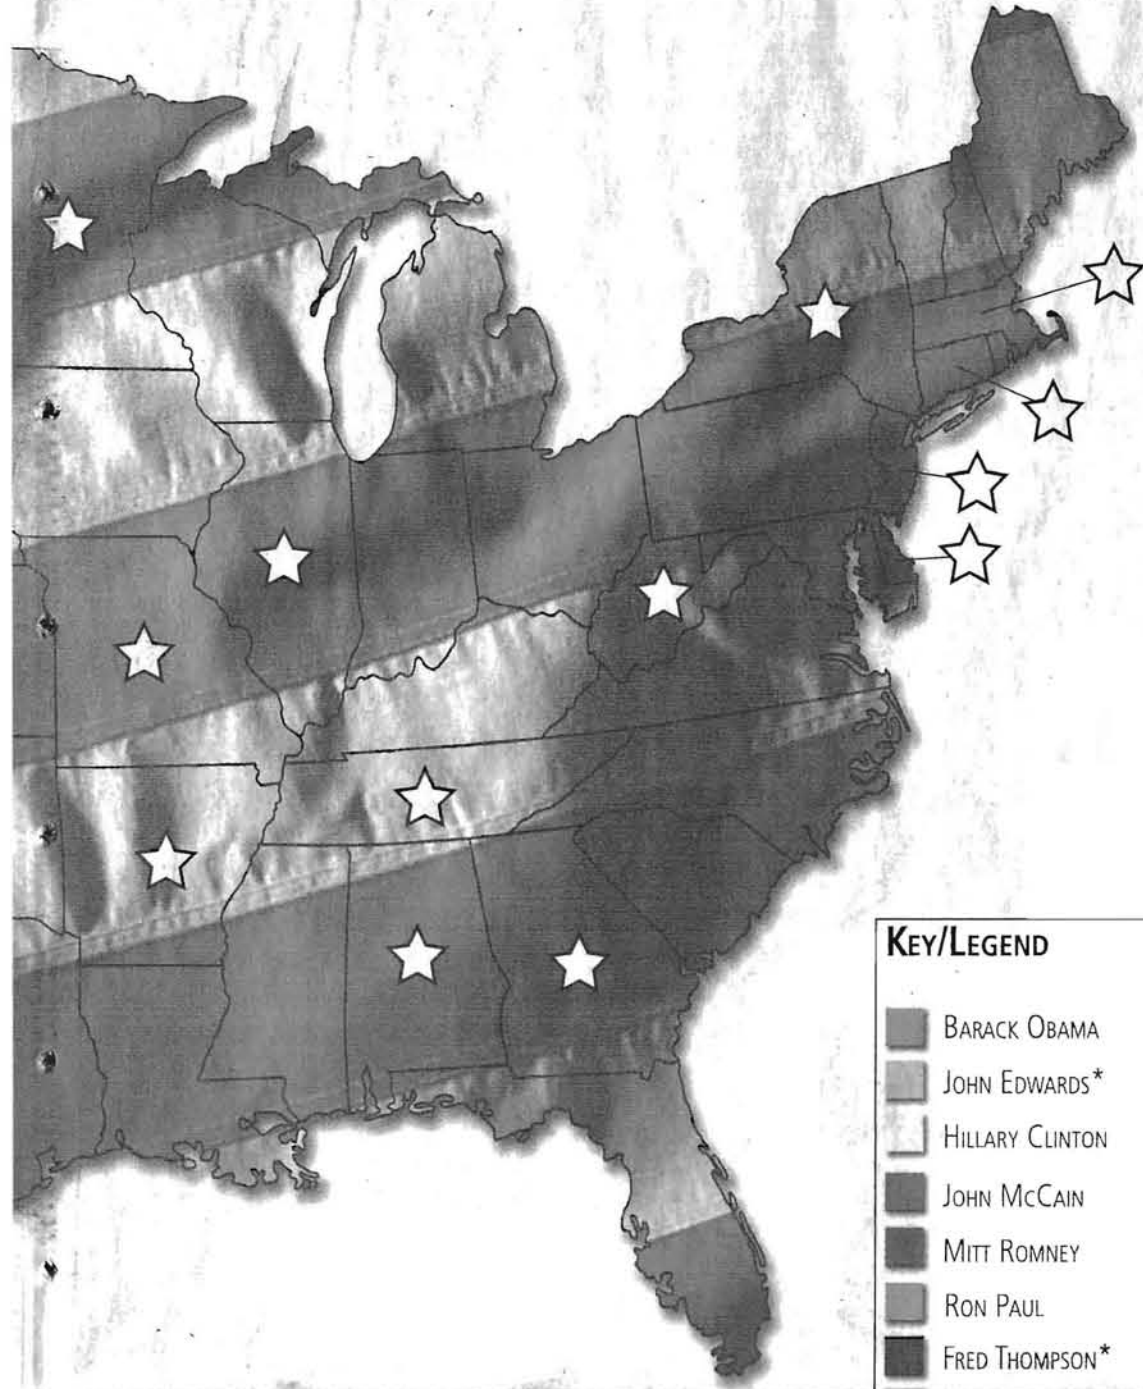 KEY/LEGEND
BARACK OBAMA
JOHN EDWARDS*
HILLARY CLINTON
JOHN MCCAIN
MITT ROMNEY
RON PAUL
FRED THOMPSON*